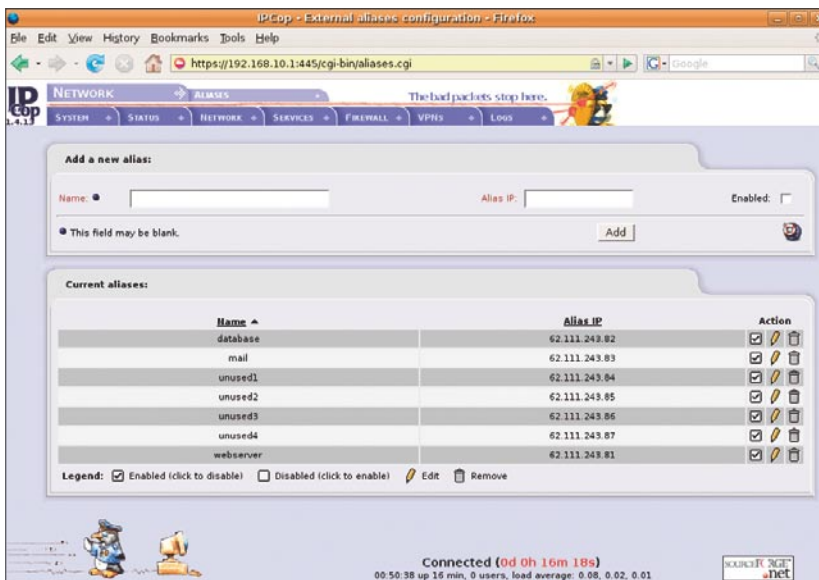 IPCop - External aliases configuration - Firefox
File Edit View History Bookmarks Tools Help
https://192.168.10.1:445/cgi-bin/aliases.cgi G Google
IPCop NETWORK ALIASES The bad packets stop here.
1.4.13 SYSTEM STATUS NETWORK SERVICES FIREWALL VPNS LOGS
Add a new alias:
Name: Alias IP: Enabled:
This field may be blank. Add
Current aliases:
Name Alias IP Action
database 62.111.243.82
mail 62.111.243.83
unused1 62.111.243.84
unused2 62.111.243.85
unused3 62.111.243.86
unused4 62.111.243.87
webserver 62.111.243.81
Legend: Enabled (click to disable) Disabled (click to enable) Edit Remove
Connected (0d 0h 16m 18s)
00:50:38 up 16 min, 0 users, load average: 0.08, 0.02, 0.01
SOURCEFORGE
.net